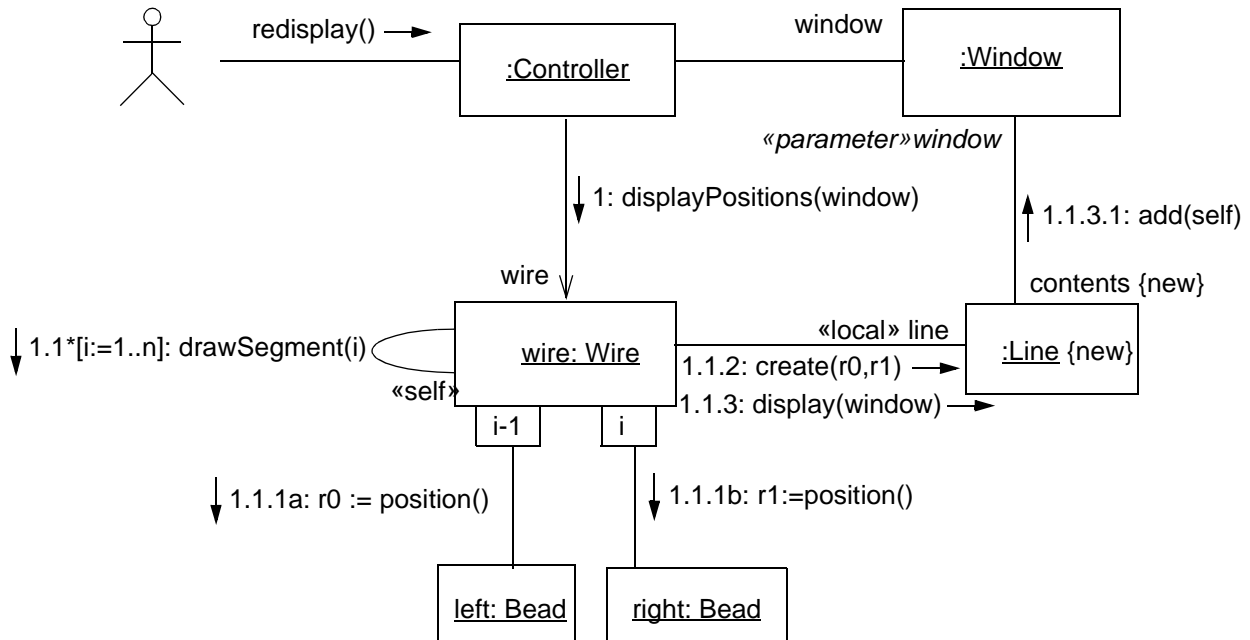 redisplay()
window
:Controller
:Window
«parameter»window
1: displayPositions(window)
1.1.3.1: add(self)
wire
contents {new}
«local» line
1.1*[i:=1..n]: drawSegment(i)
wire: Wire
:Line {new}
1.1.2: create(r0,r1)
«self»
1.1.3: display(window)
i-1
i
1.1.1a: r0 := position()
1.1.1b: r1:=position()
left: Bead
right: Bead